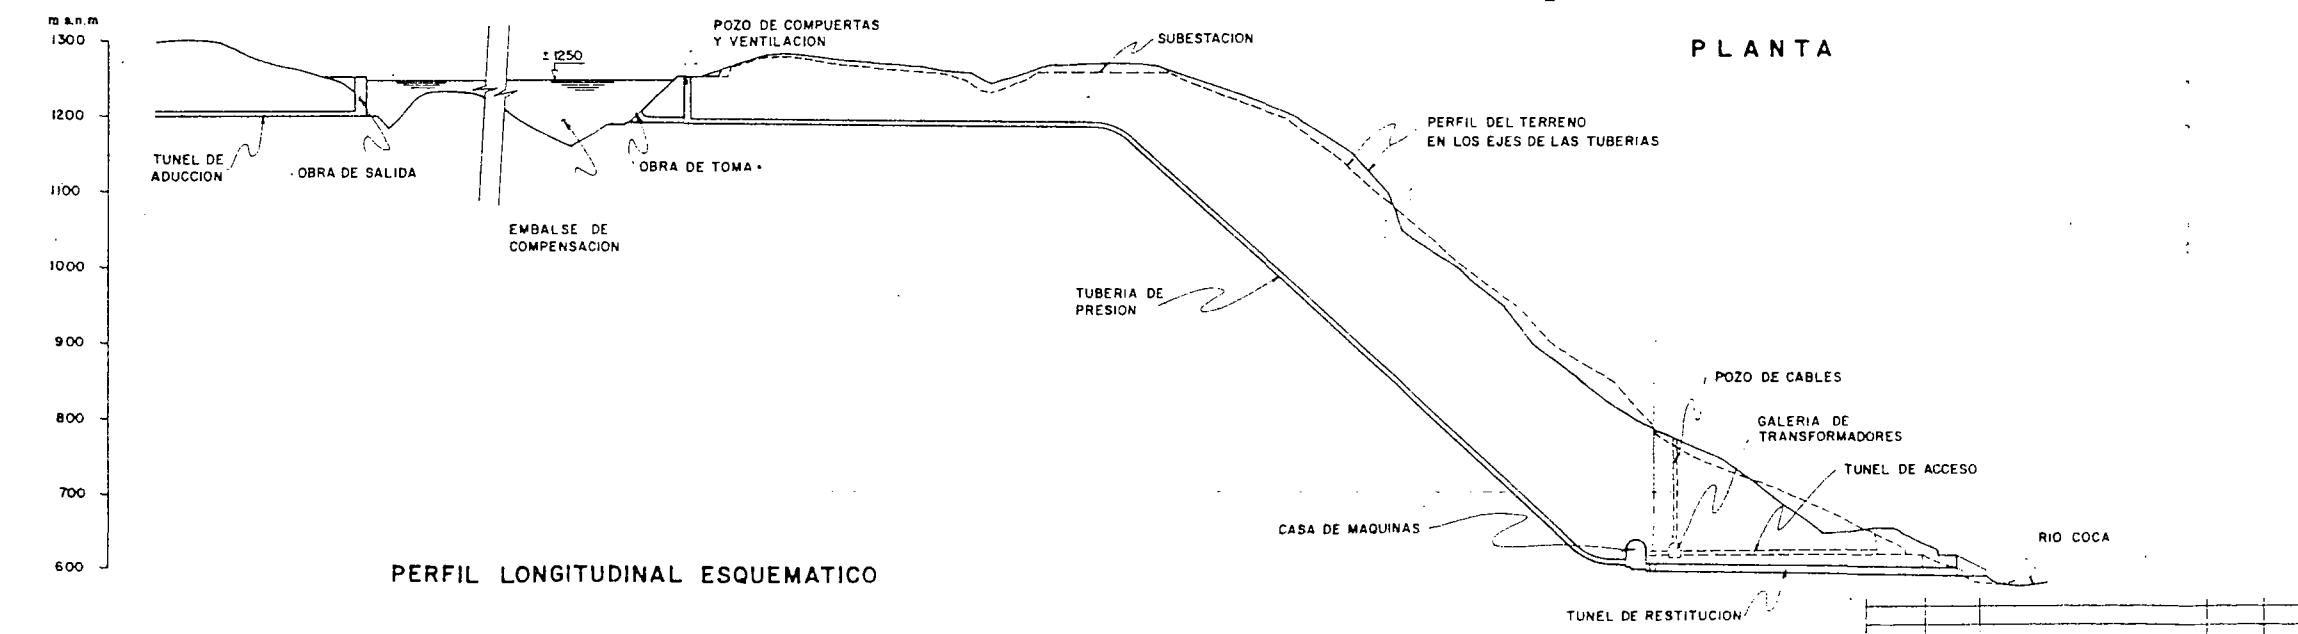 m s.n.m
1300
1200
1100
1000
900
800
700
600
POZO DE COMPUERTAS
Y VENTILACION
± 1250
SUBESTACION
PLANTA
PERFIL DEL TERRENO
EN LOS EJES DE LAS TUBERIAS
TUNEL DE
ADUCCION
OBRA DE SALIDA
OBRA DE TOMA
EMBALSE DE
COMPENSACION
TUBERIA DE
PRESION
POZO DE CABLES
GALERIA DE
TRANSFORMADORES
TUNEL DE ACCESO
CASA DE MAQUINAS
RIO COCA
PERFIL LONGITUDINAL ESQUEMATICO
TUNEL DE RESTITUCION